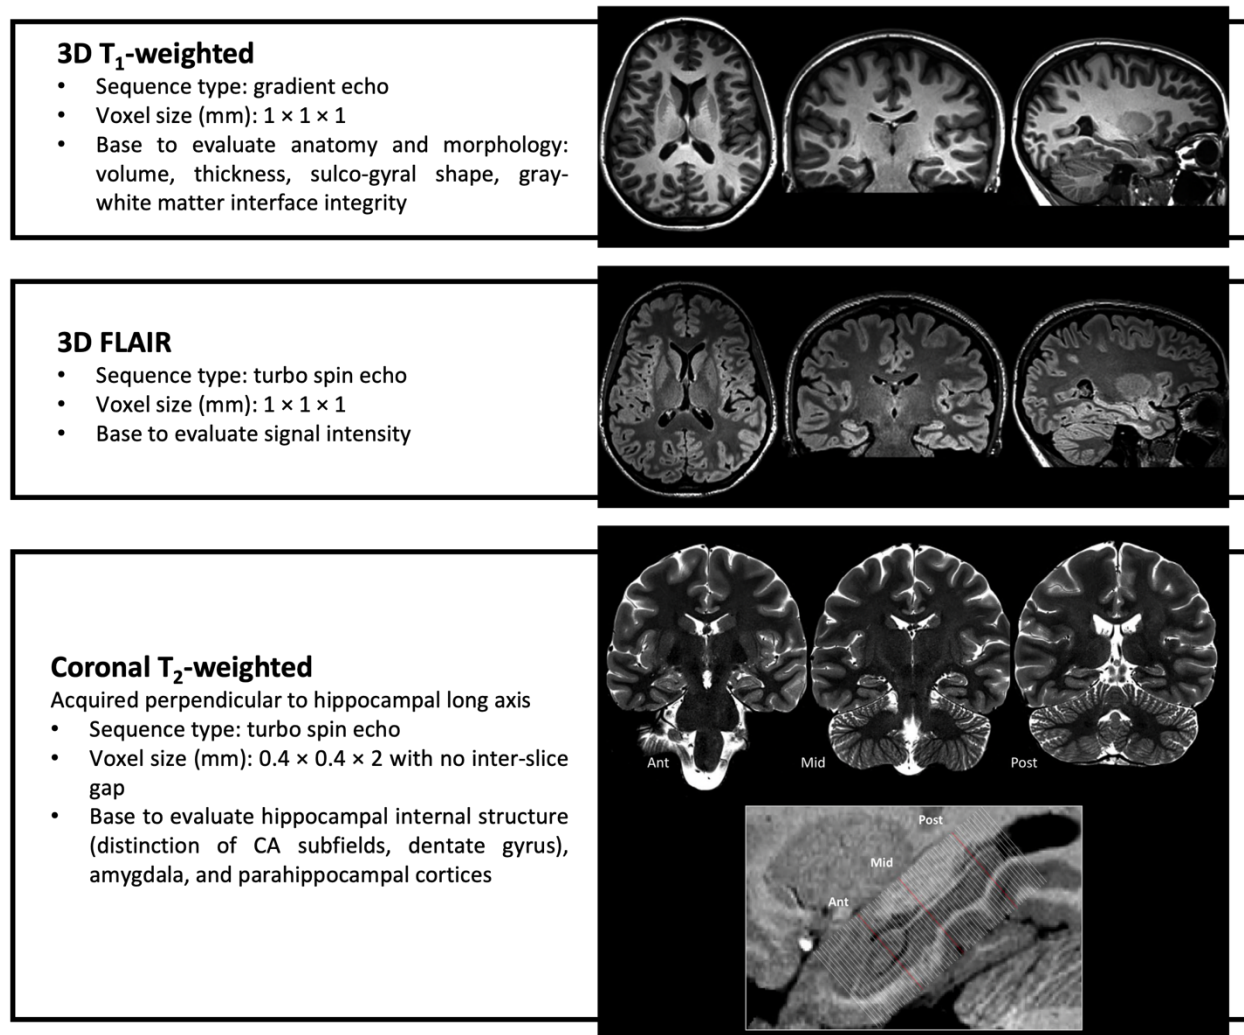 3D T₁-weighted
• Sequence type: gradient echo
• Voxel size (mm): 1 × 1 × 1
• Base to evaluate anatomy and morphology:
volume, thickness, sulco-gyral shape, gray-
white matter interface integrity
3D FLAIR
• Sequence type: turbo spin echo
• Voxel size (mm): 1 × 1 × 1
• Base to evaluate signal intensity
Coronal T₂-weighted
Acquired perpendicular to hippocampal long axis
• Sequence type: turbo spin echo
• Voxel size (mm): 0.4 × 0.4 × 2 with no inter-slice
gap
• Base to evaluate hippocampal internal structure
(distinction of CA subfields, dentate gyrus),
amygdala, and parahippocampal cortices
Ant
Mid
Post
Post
Mid
Ant